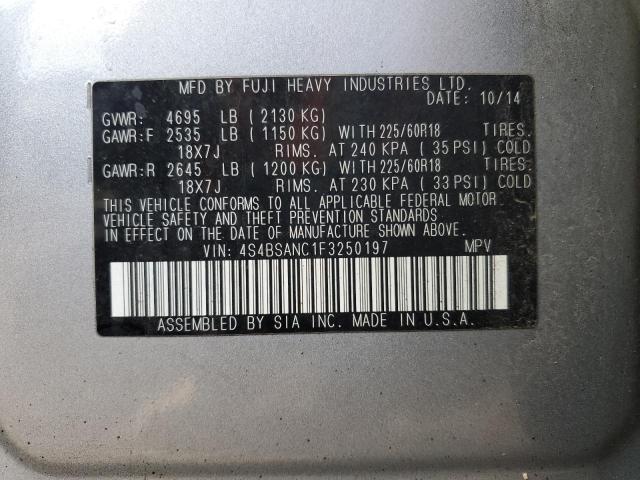 MFD BY FUJI HEAVY INDUSTRIES LTD.
DATE: 10/14
GVWR: 4695 LB ( 2130 KG)
GAWR:F 2535 LB ( 1150 KG) WITH 225/60R18 TIRES.
18X7J RIMS. AT 240 KPA ( 35 PSI) COLD
GAWR:R 2645 LB ( 1200 KG) WITH 225/60R18 TIRES.
18X7J RIMS. AT 230 KPA ( 33 PSI) COLD
THIS VEHICLE CONFORMS TO ALL APPLICABLE FEDERAL MOTOR
VEHICLE SAFETY AND THEFT PREVENTION STANDARDS
IN EFFECT ON THE DATE OF MANUFACTURE SHOWN ABOVE.
VIN: 4S4BSANC1F3250197 MPV
ASSEMBLED BY SIA INC. MADE IN U.S.A.